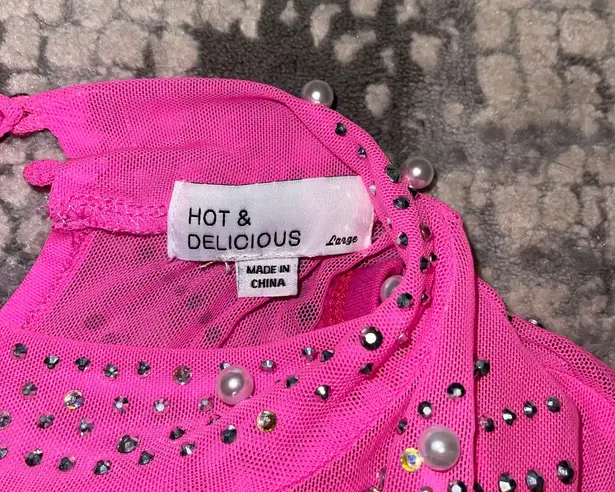 HOT &
DELICIOUS Large
MADE IN
CHINA